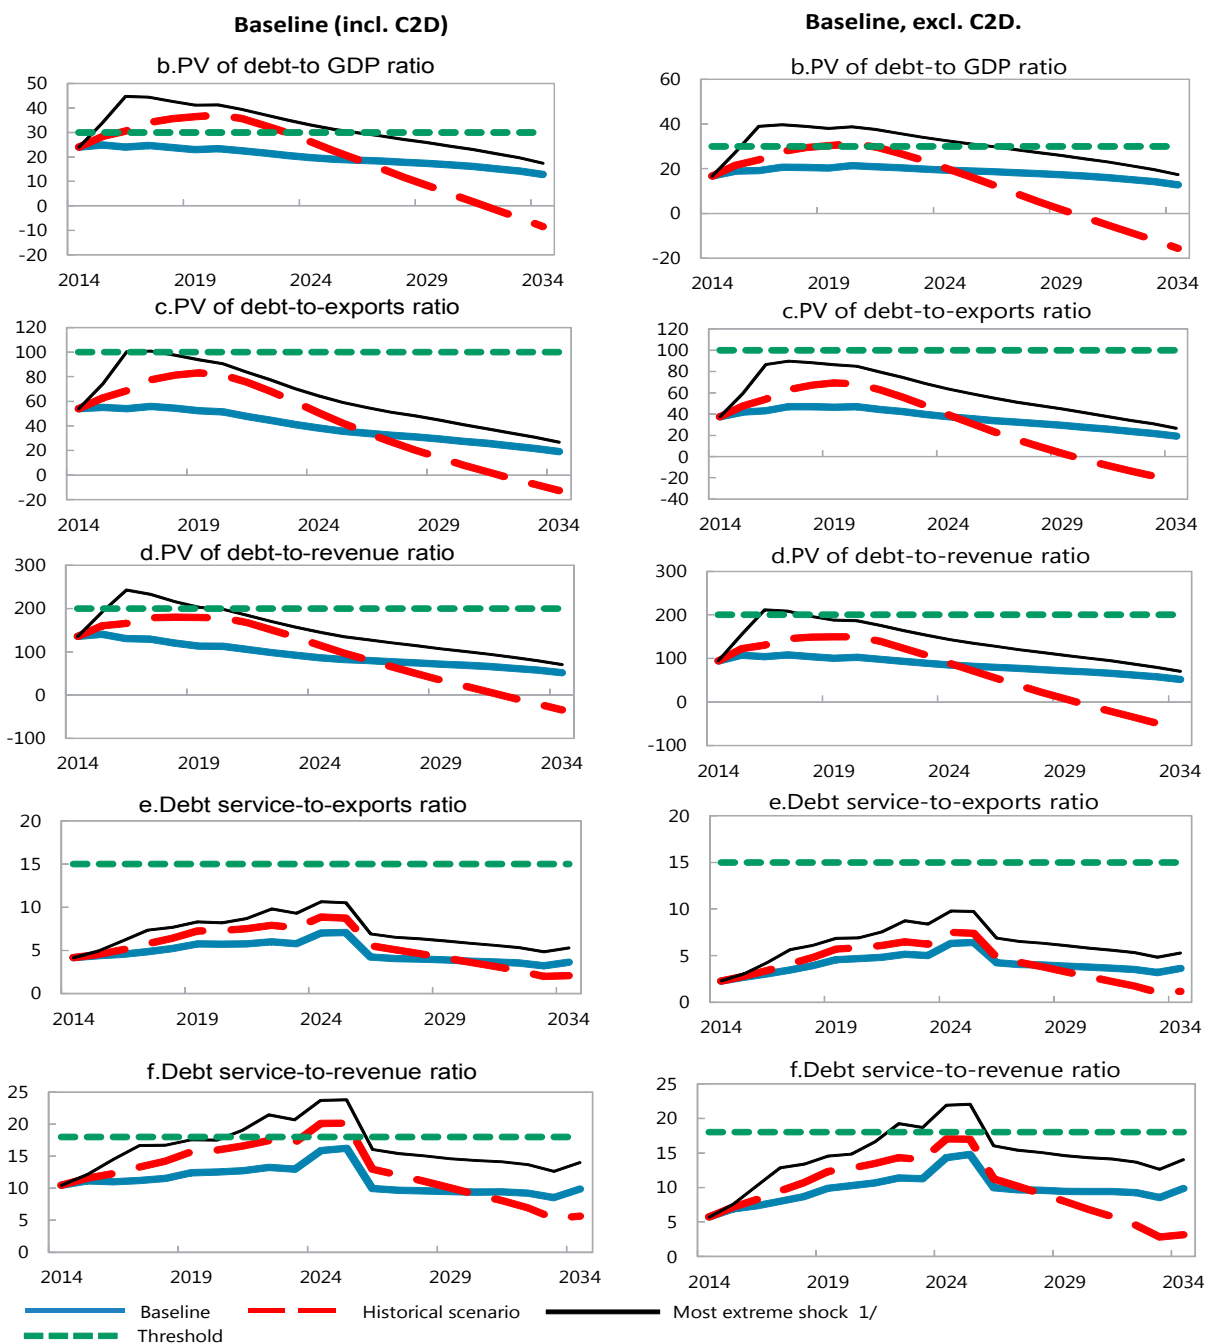 Baseline (incl. C2D)
Baseline, excl. C2D.
b.PV of debt-to GDP ratio
50
40
30
20
10
0
-10
-20
2014 2019 2024 2029 2034
b.PV of debt-to GDP ratio
60
40
20
0
-20
2014 2019 2024 2029 2034
c.PV of debt-to-exports ratio
120
100
80
60
40
20
0
-20
2014 2019 2024 2029 2034
c.PV of debt-to-exports ratio
120
100
80
60
40
20
0
-20
-40
2014 2019 2024 2029 2034
d.PV of debt-to-revenue ratio
300
200
100
0
-100
2014 2019 2024 2029 2034
d.PV of debt-to-revenue ratio
300
200
100
0
-100
2014 2019 2024 2029 2034
e.Debt service-to-exports ratio
20
15
10
5
0
2014 2019 2024 2029 2034
e.Debt service-to-exports ratio
20
15
10
5
0
2014 2019 2024 2029 2034
f.Debt service-to-revenue ratio
25
20
15
10
5
0
2014 2019 2024 2029 2034
f.Debt service-to-revenue ratio
25
20
15
10
5
0
2014 2019 2024 2029 2034
Baseline Historical scenario Most extreme shock 1/
Threshold